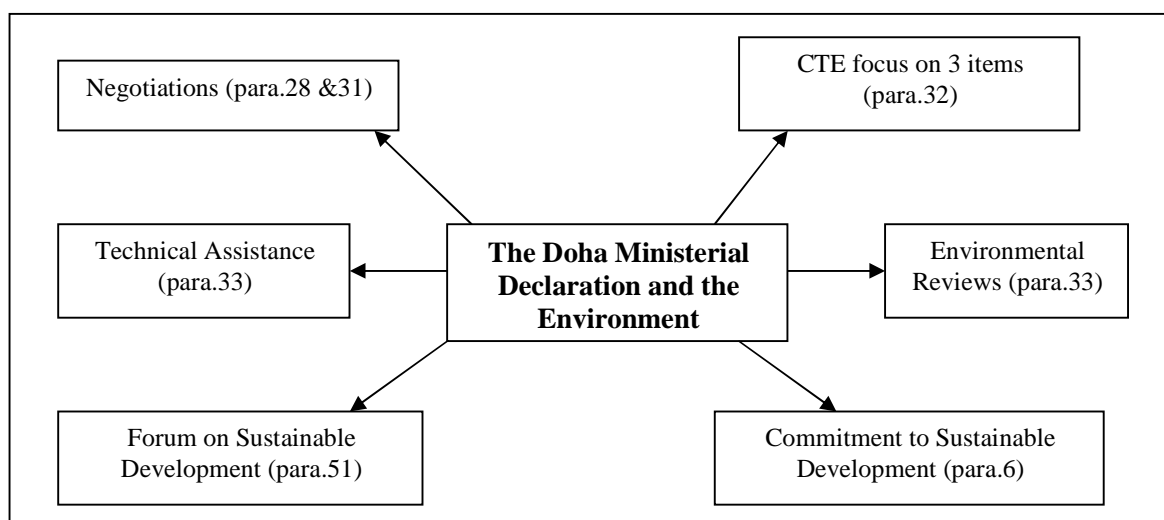 Negotiations (para.28 &31)
CTE focus on 3 items
(para.32)
Technical Assistance
(para.33)
The Doha Ministerial
Declaration and the
Environment
Environmental
Reviews (para.33)
Forum on Sustainable
Development (para.51)
Commitment to Sustainable
Development (para.6)